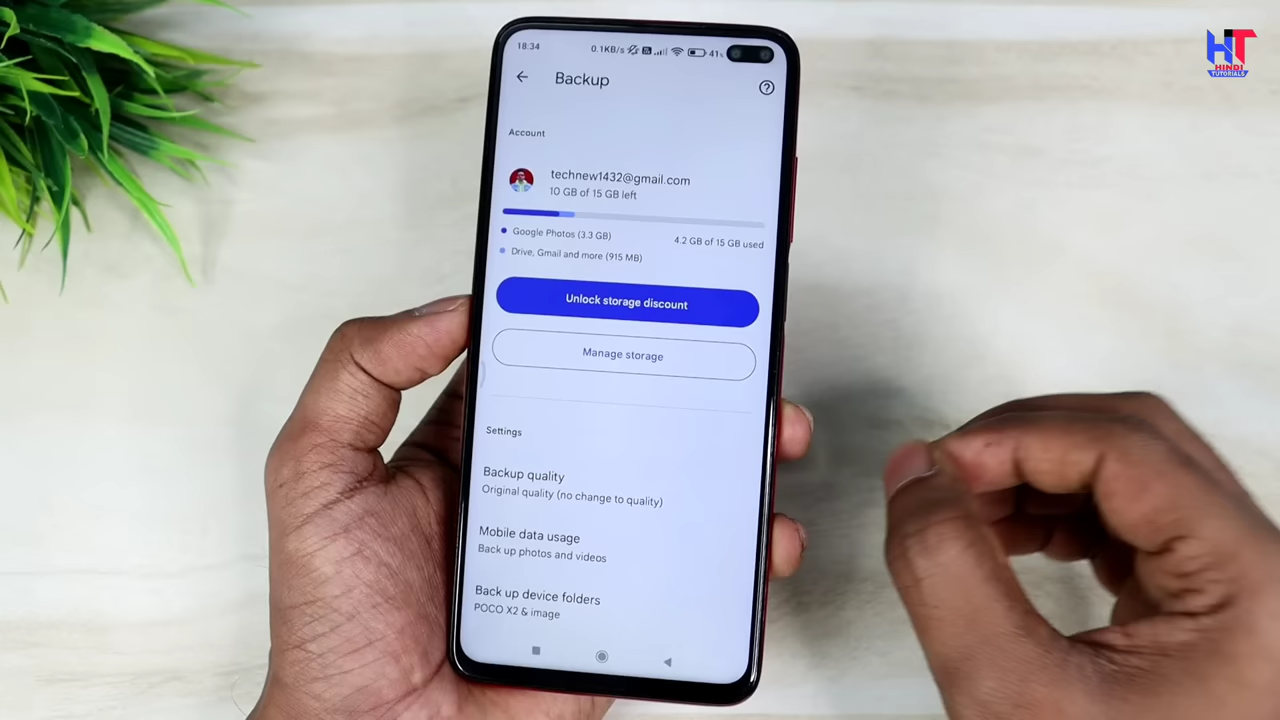 18:34
0.1KB/s
41%
HT
HINDI
TUTORIALS
Backup
Account
technew1432@gmail.com
10 GB of 15 GB left
Google Photos (3.3 GB)
4.2 GB of 15 GB used
Drive, Gmail and more (915 MB)
Unlock storage discount
Manage storage
Settings
Backup quality
Original quality (no change to quality)
Mobile data usage
Back up photos and videos
Back up device folders
POCO X2 & image